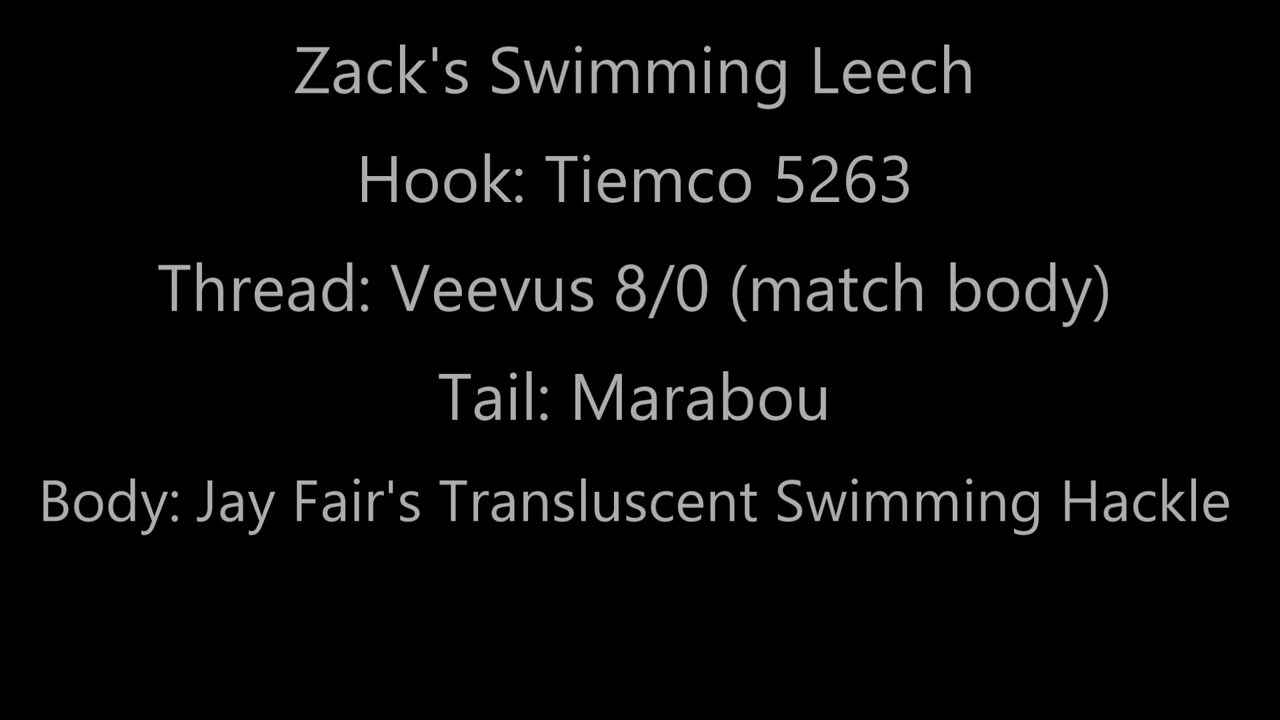 Zack's Swimming Leech
Hook: Tiemco 5263
Thread: Veevus 8/0 (match body)
Tail: Marabou
Body: Jay Fair's Transluscent Swimming Hackle